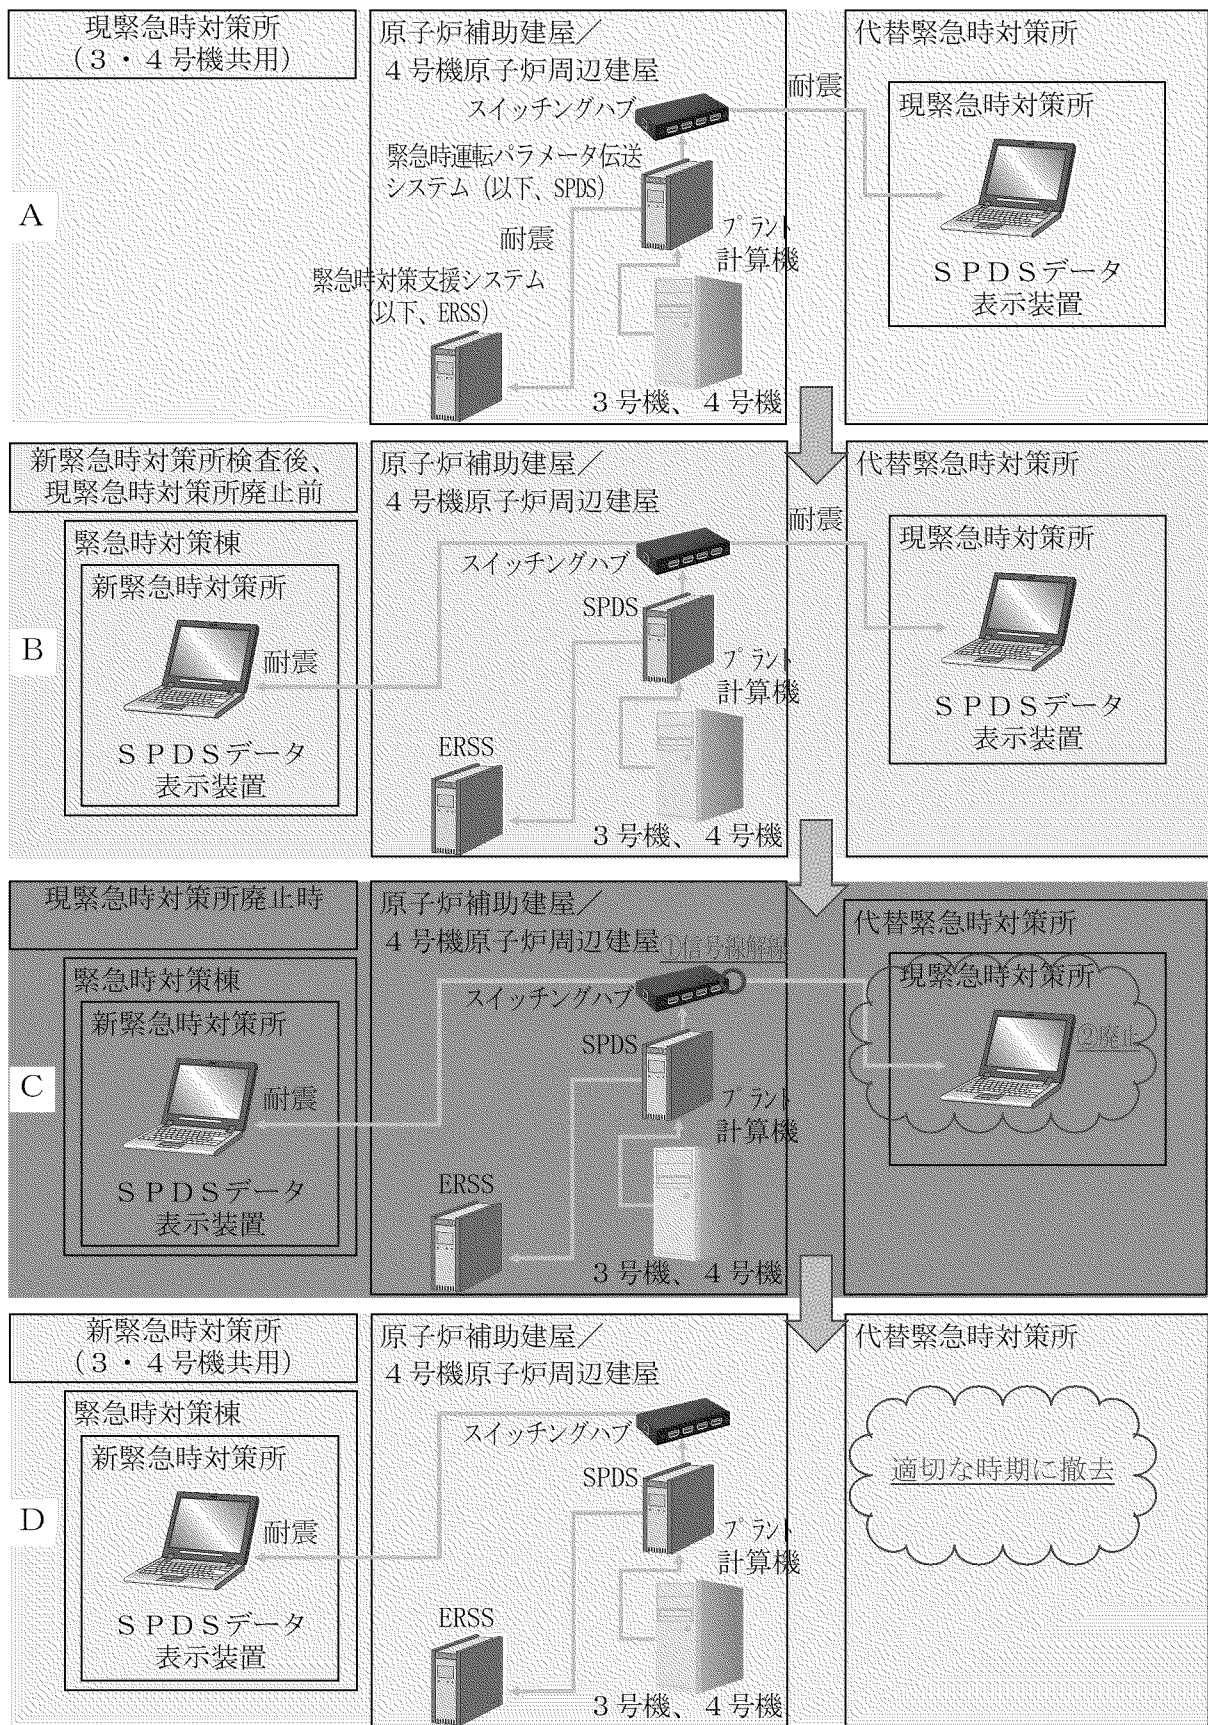 現緊急時対策所
（３・４号機共用）
原子炉補助建屋／
４号機原子炉周辺建屋
代替緊急時対策所
耐震
スイッチングハブ
現緊急時対策所
緊急時運転パラメータ伝送
システム（以下、SPDS）
A
耐震
プラント
計算機
ＳＰＤＳデータ
表示装置
緊急時対策支援システム
（以下、ERSS）
３号機、４号機
新緊急時対策所検査後、
現緊急時対策所廃止前
原子炉補助建屋／
４号機原子炉周辺建屋
代替緊急時対策所
耐震
緊急時対策棟
現緊急時対策所
スイッチングハブ
新緊急時対策所
SPDS
B
耐震
プラント
計算機
ＳＰＤＳデータ
表示装置
ＳＰＤＳデータ
表示装置
ERSS
３号機、４号機
現緊急時対策所廃止時
原子炉補助建屋／
４号機原子炉周辺建屋
①信号線解線
代替緊急時対策所
緊急時対策棟
現緊急時対策所
スイッチングハブ
新緊急時対策所
SPDS
②廃止
C
耐震
プラント
計算機
ＳＰＤＳデータ
表示装置
ERSS
３号機、４号機
新緊急時対策所
（３・４号機共用）
原子炉補助建屋／
４号機原子炉周辺建屋
代替緊急時対策所
緊急時対策棟
スイッチングハブ
新緊急時対策所
SPDS
適切な時期に撤去
D
耐震
プラント
計算機
ＳＰＤＳデータ
表示装置
ERSS
３号機、４号機